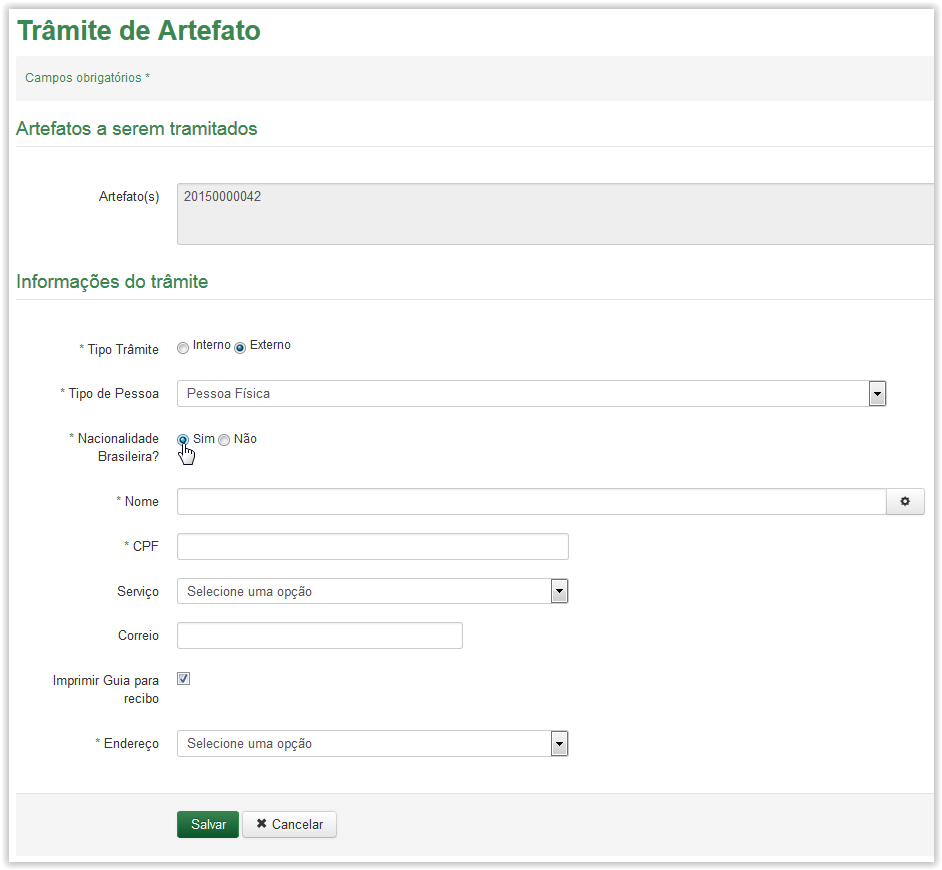 Trâmite de Artefato
Campos obrigatórios *
Artefatos a serem tramitados
Artefato(s)
20150000042
Informações do trâmite
* Tipo Trâmite
Interno Externo
* Tipo de Pessoa
Pessoa Física
* Nacionalidade
Brasileira?
Sim Não
* Nome
* CPF
Serviço
Selecione uma opção
Correio
Imprimir Guia para
recibo
* Endereço
Selecione uma opção
Salvar
Cancelar